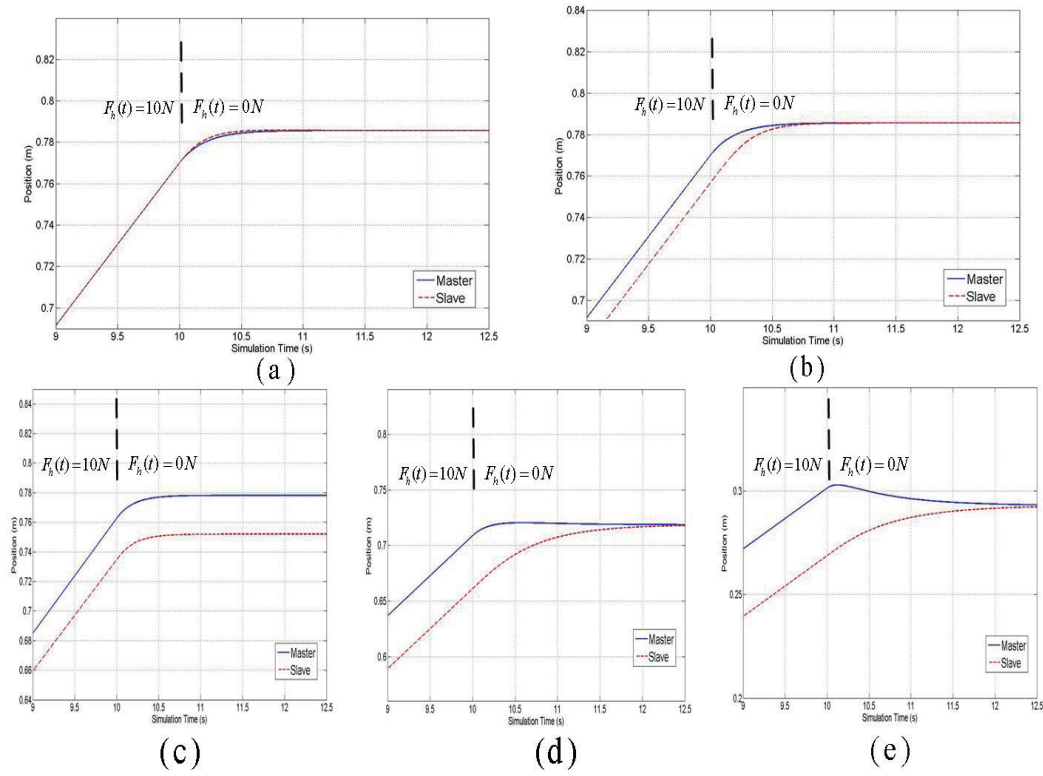 0.82
0.8
0.78
0.76
0.74
0.72
0.7
Position (m)
F_h(t)=10N
F_h(t)=0N
Master
Slave
9 9.5 10 10.5 11 11.5 12 12.5
Simulation Time (s)
(a)
0.84
0.82
0.8
0.78
0.76
0.74
0.72
0.7
Position (m)
F_h(t)=10N
F_h(t)=0N
Master
Slave
9 9.5 10 10.5 11 11.5 12 12.5
Simulation Time (s)
(b)
0.84
0.82
0.8
0.78
0.76
0.74
0.72
0.7
0.68
0.66
0.64
Position (m)
F_h(t)=10N
F_h(t)=0N
Master
Slave
9 9.5 10 10.5 11 11.5 12 12.5
Simulation Time (s)
(c)
0.8
0.75
0.7
0.65
0.6
Position (m)
F_h(t)=10N
F_h(t)=0N
Master
Slave
9 9.5 10 10.5 11 11.5 12 12.5
Simulation Time (s)
(d)
0.3
0.25
0.2
Position (m)
F_h(t)=10N
F_h(t)=0N
Master
Slave
9 9.5 10 10.5 11 11.5 12 12.5
Simulation Time (s)
(e)